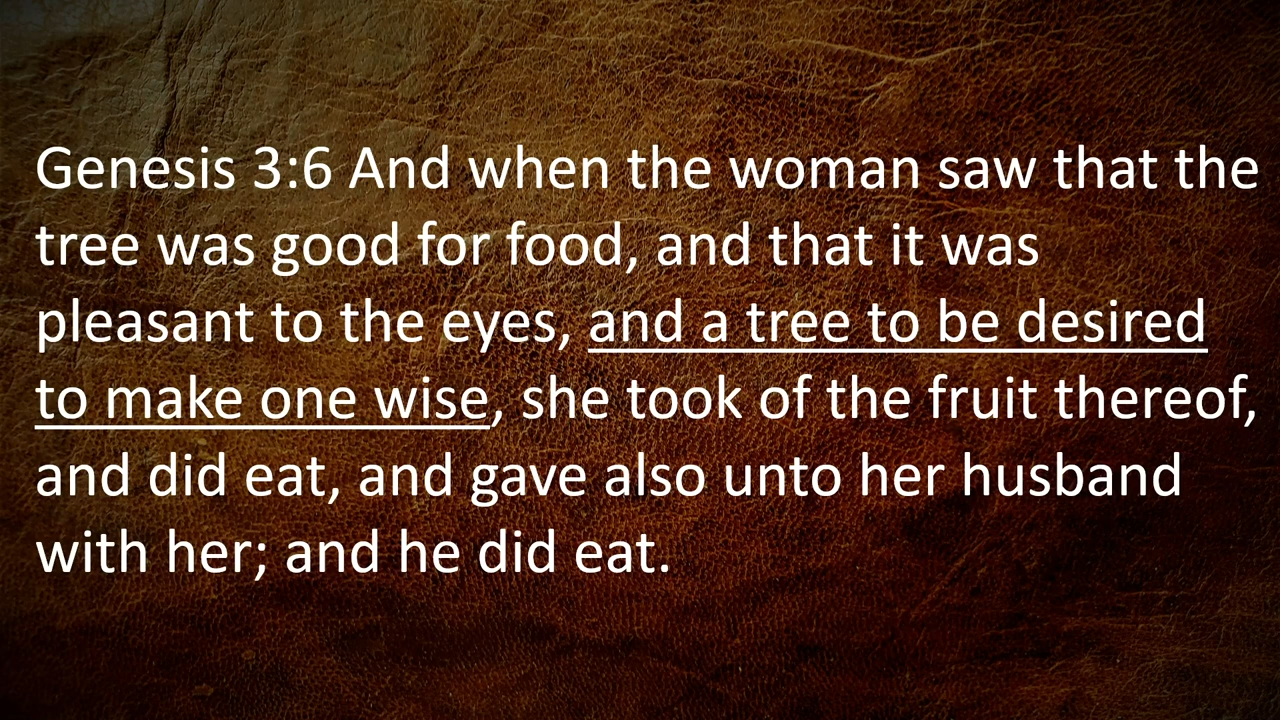 Genesis 3:6 And when the woman saw that the
tree was good for food, and that it was
pleasant to the eyes, and a tree to be desired
to make one wise, she took of the fruit thereof,
and did eat, and gave also unto her husband
with her; and he did eat.